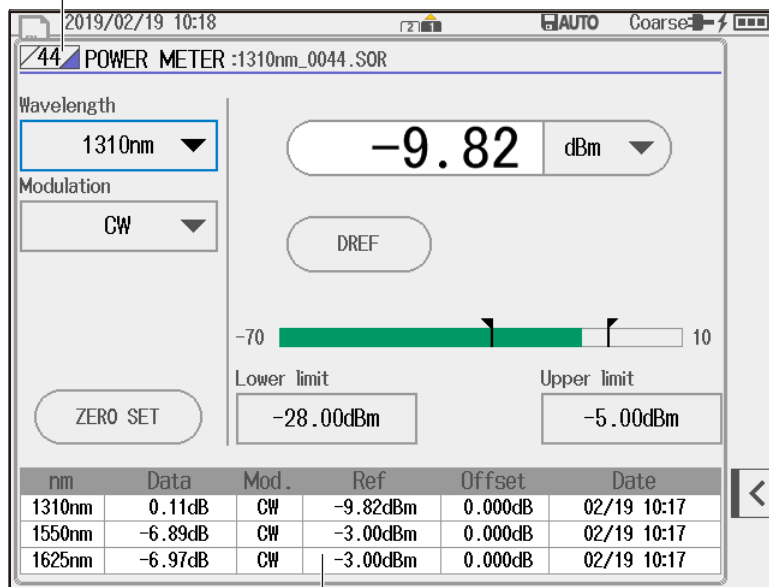 2019/02/19 10:18 2 1 AUTO Coarse
44 POWER METER :1310nm_0044.SOR
Wavelength
1310nm
-9.82 dBm
Modulation
CW
DREF
-70 10
Lower limit Upper limit
ZERO SET -28.00dBm -5.00dBm
nm Data Mod. Ref Offset Date
1310nm 0.11dB CW -9.82dBm 0.000dB 02/19 10:17
1550nm -6.89dB CW -3.00dBm 0.000dB 02/19 10:17
1625nm -6.97dB CW -3.00dBm 0.000dB 02/19 10:17